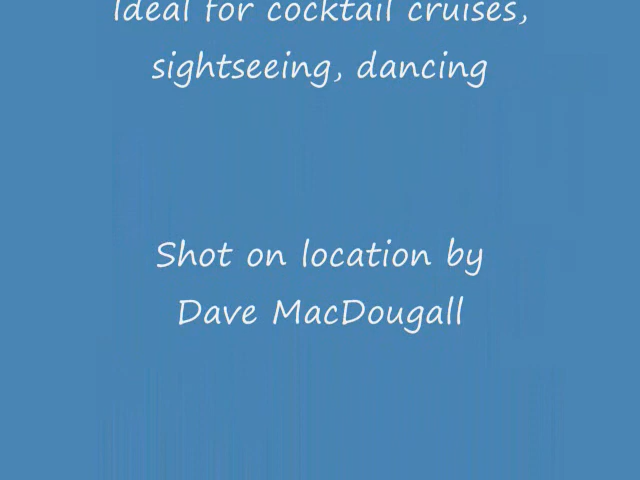 Ideal for cocktail cruises,
sightseeing, dancing
Shot on location by
Dave MacDougall